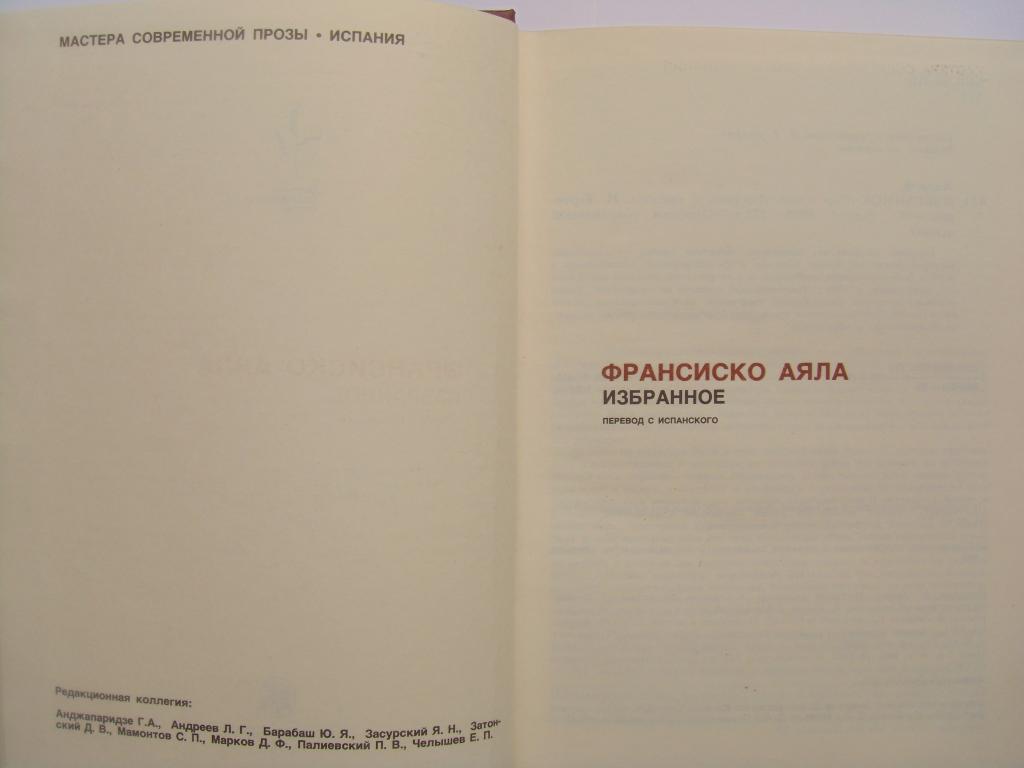 МАСТЕРА СОВРЕМЕННОЙ ПРОЗЫ • ИСПАНИЯ
Редакционная коллегия:
Анджапаридзе Г.А., Андреев Л. Г., Барабаш Ю. Я., Засурский Я. Н., Затон-
ский Д. В., Мамонтов С. П., Марков Д. Ф., Палиевский П. В., Челышев Е. П.
ФРАНСИСКО АЯЛА
ИЗБРАННОЕ
ПЕРЕВОД С ИСПАНСКОГО